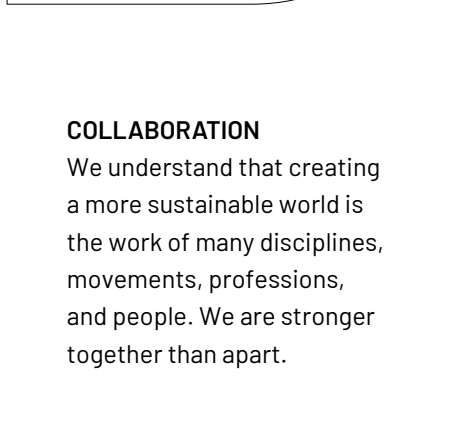 COLLABORATION
We understand that creating
a more sustainable world is
the work of many disciplines,
movements, professions,
and people. We are stronger
together than apart.